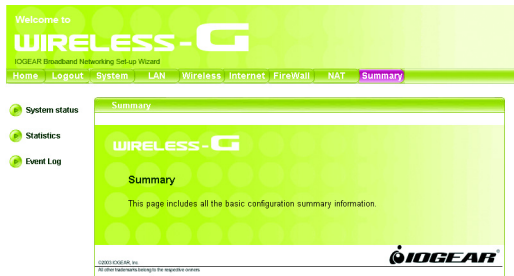 Welcome to
WIRELESS-G
IOGEAR Broadband Networking Set-up Wizard
Home Logout System LAN Wireless Internet FireWall NAT Summary
System status
Statistics
Event Log
Summary
WIRELESS-G
Summary
This page includes all the basic configuration summary information.
©2003 IOGEAR, Inc.
All other trademarks belong to the respective owners.
IOGEAR®